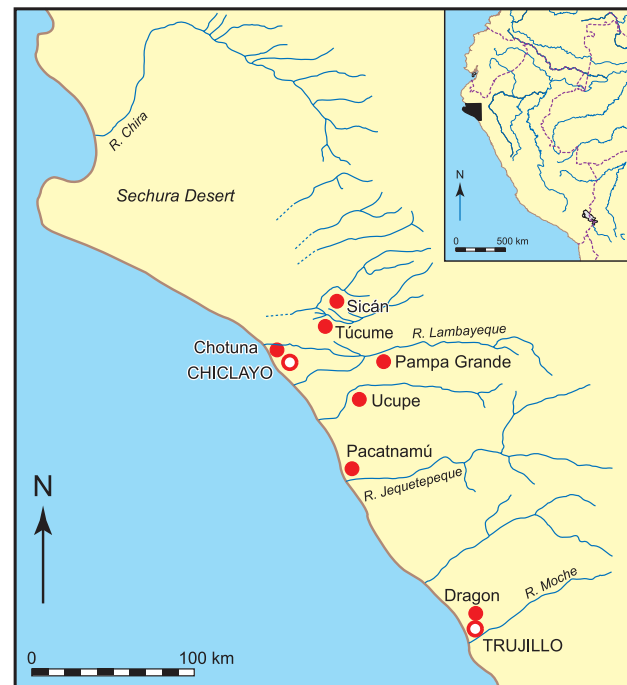 R. Chira
Sechura Desert
N
0 500 km
Sicán
Túcume
R. Lambayeque
Chotuna
CHICLAYO
Pampa Grande
Ucupe
Pacatnamú
R. Jequetepeque
N
Dragon
R. Moche
TRUJILLO
0 100 km